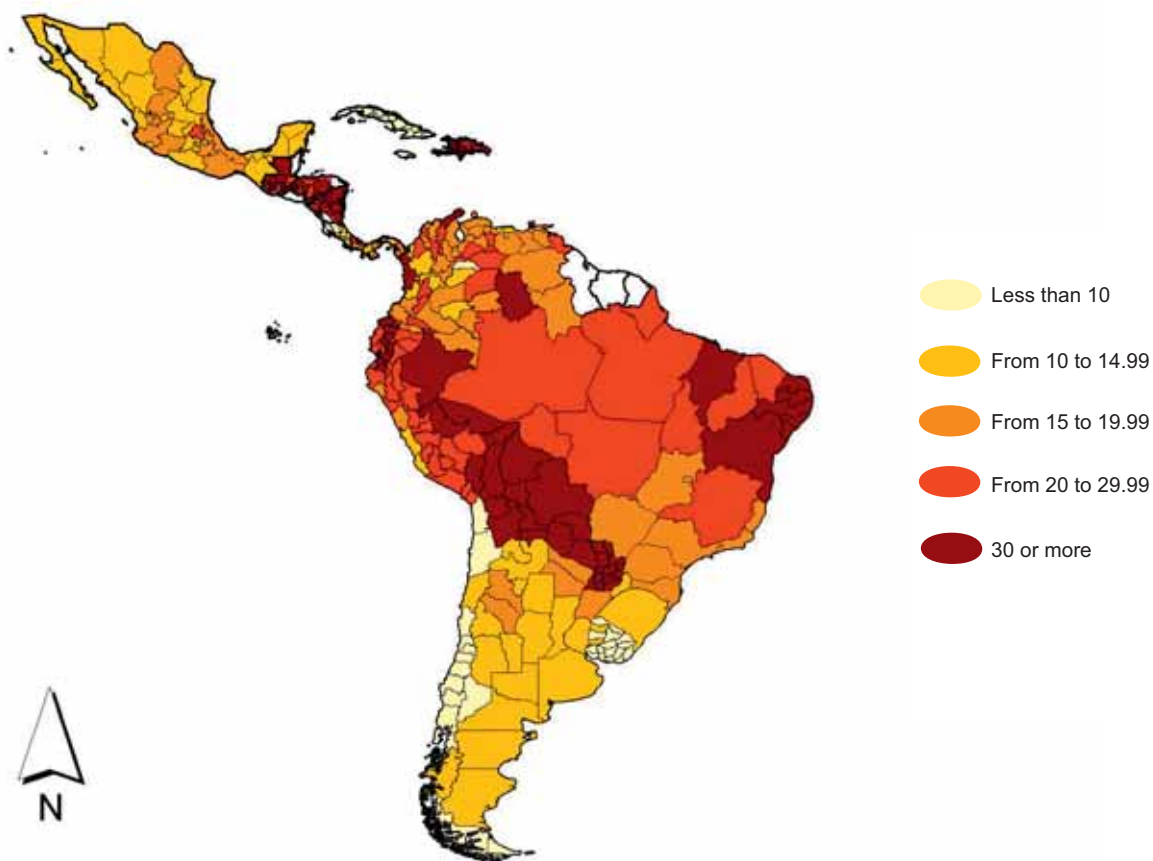 Less than 10
From 10 to 14.99
From 15 to 19.99
From 20 to 29.99
30 or more
N